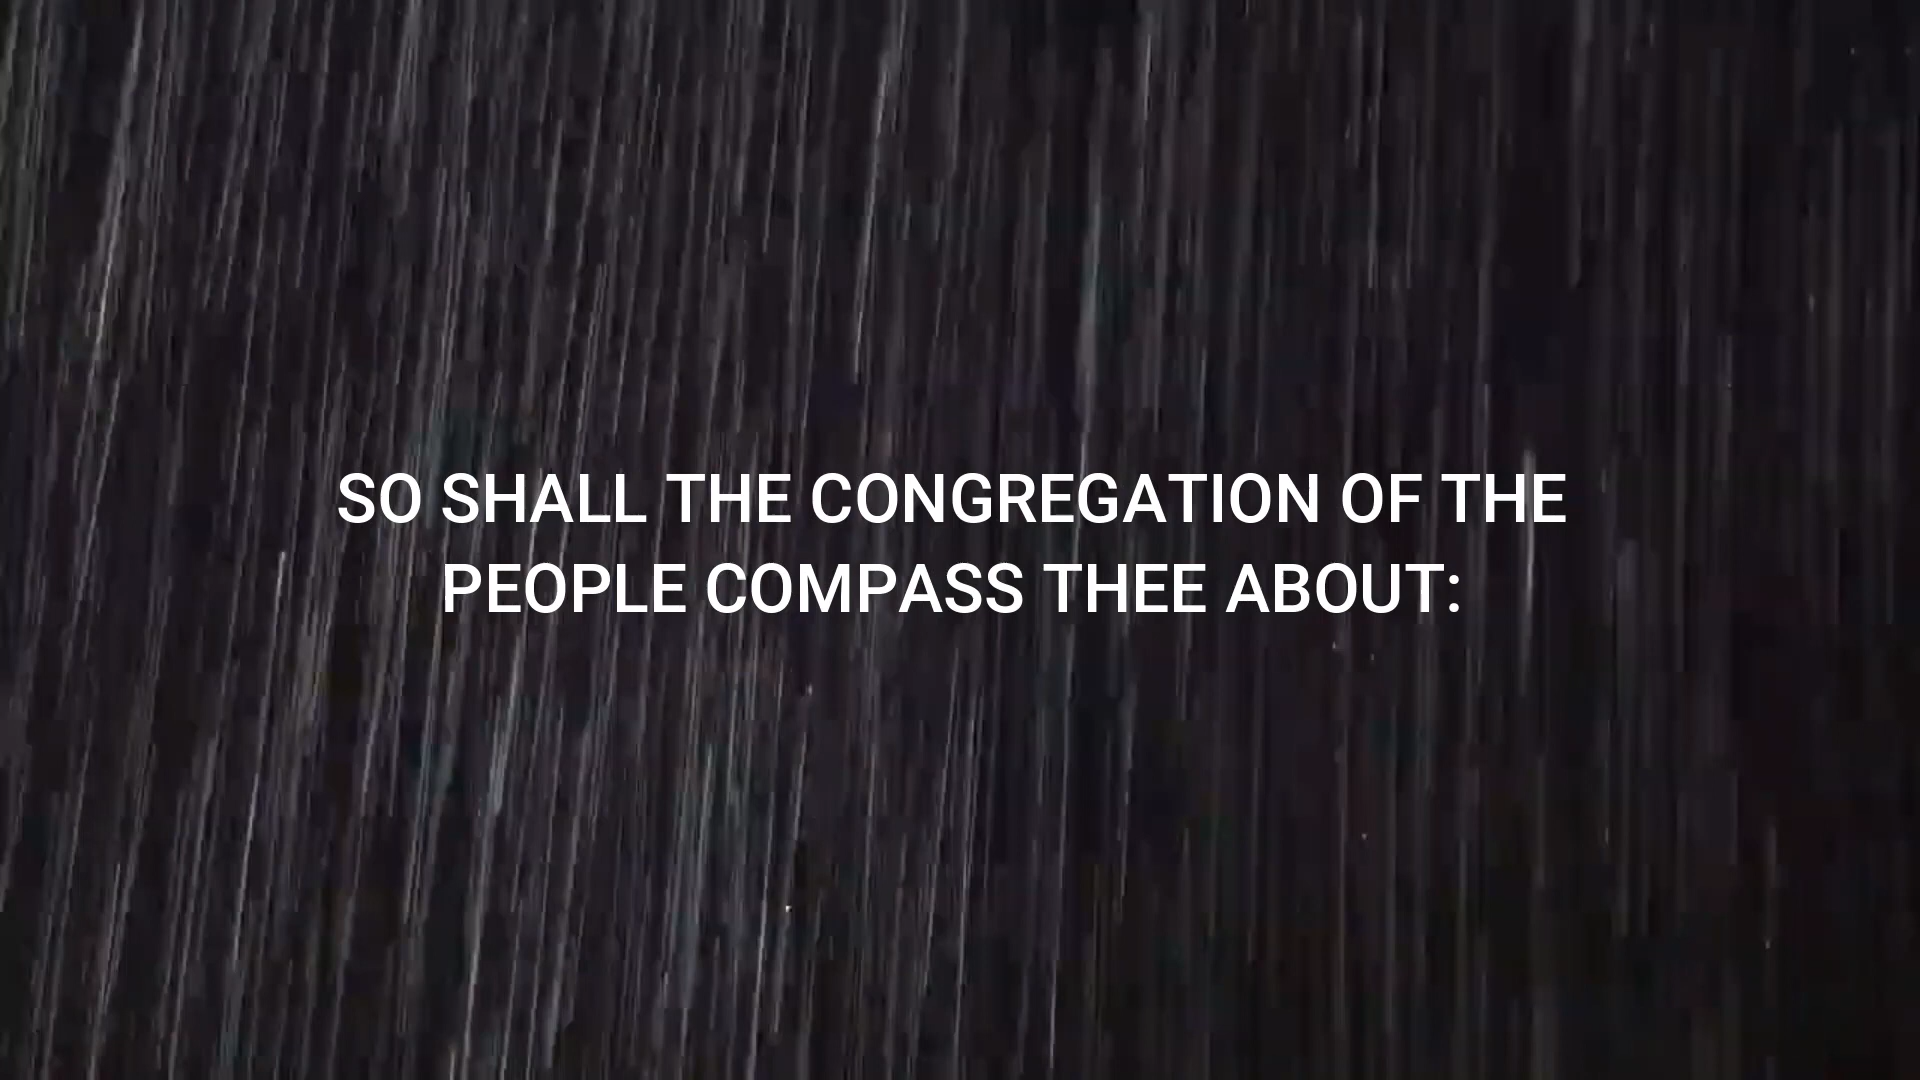 SO SHALL THE CONGREGATION OF THE
PEOPLE COMPASS THEE ABOUT: